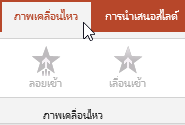 ภาพเคลื่อนไหว การนำเสนอสไลด์
ลอยเข้า เลือนเข้า
ภาพเคลื่อนไหว